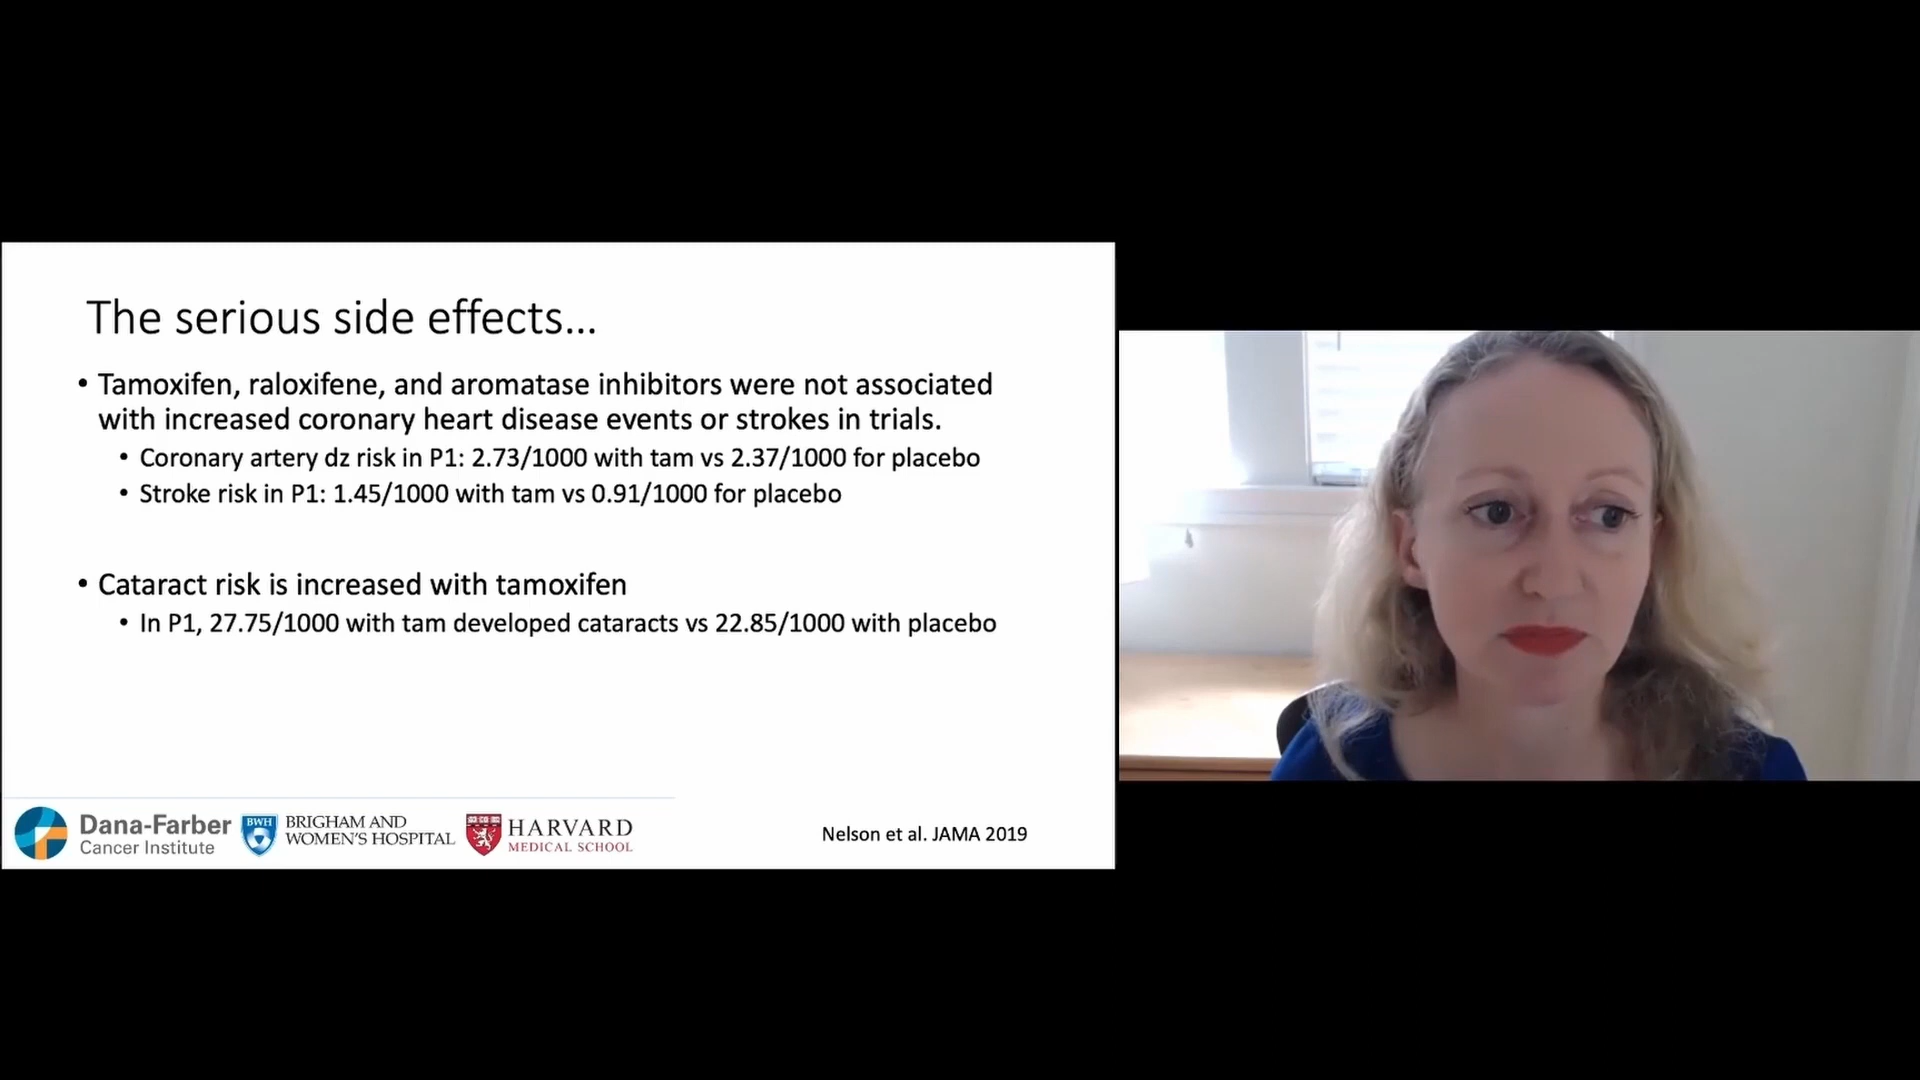 The serious side effects...
• Tamoxifen, raloxifene, and aromatase inhibitors were not associated
with increased coronary heart disease events or strokes in trials.
• Coronary artery dz risk in P1: 2.73/1000 with tam vs 2.37/1000 for placebo
• Stroke risk in P1: 1.45/1000 with tam vs 0.91/1000 for placebo
• Cataract risk is increased with tamoxifen
• In P1, 27.75/1000 with tam developed cataracts vs 22.85/1000 with placebo
Dana-Farber
Cancer Institute
BWH
BRIGHAM AND
WOMEN'S HOSPITAL
HARVARD
MEDICAL SCHOOL
Nelson et al. JAMA 2019